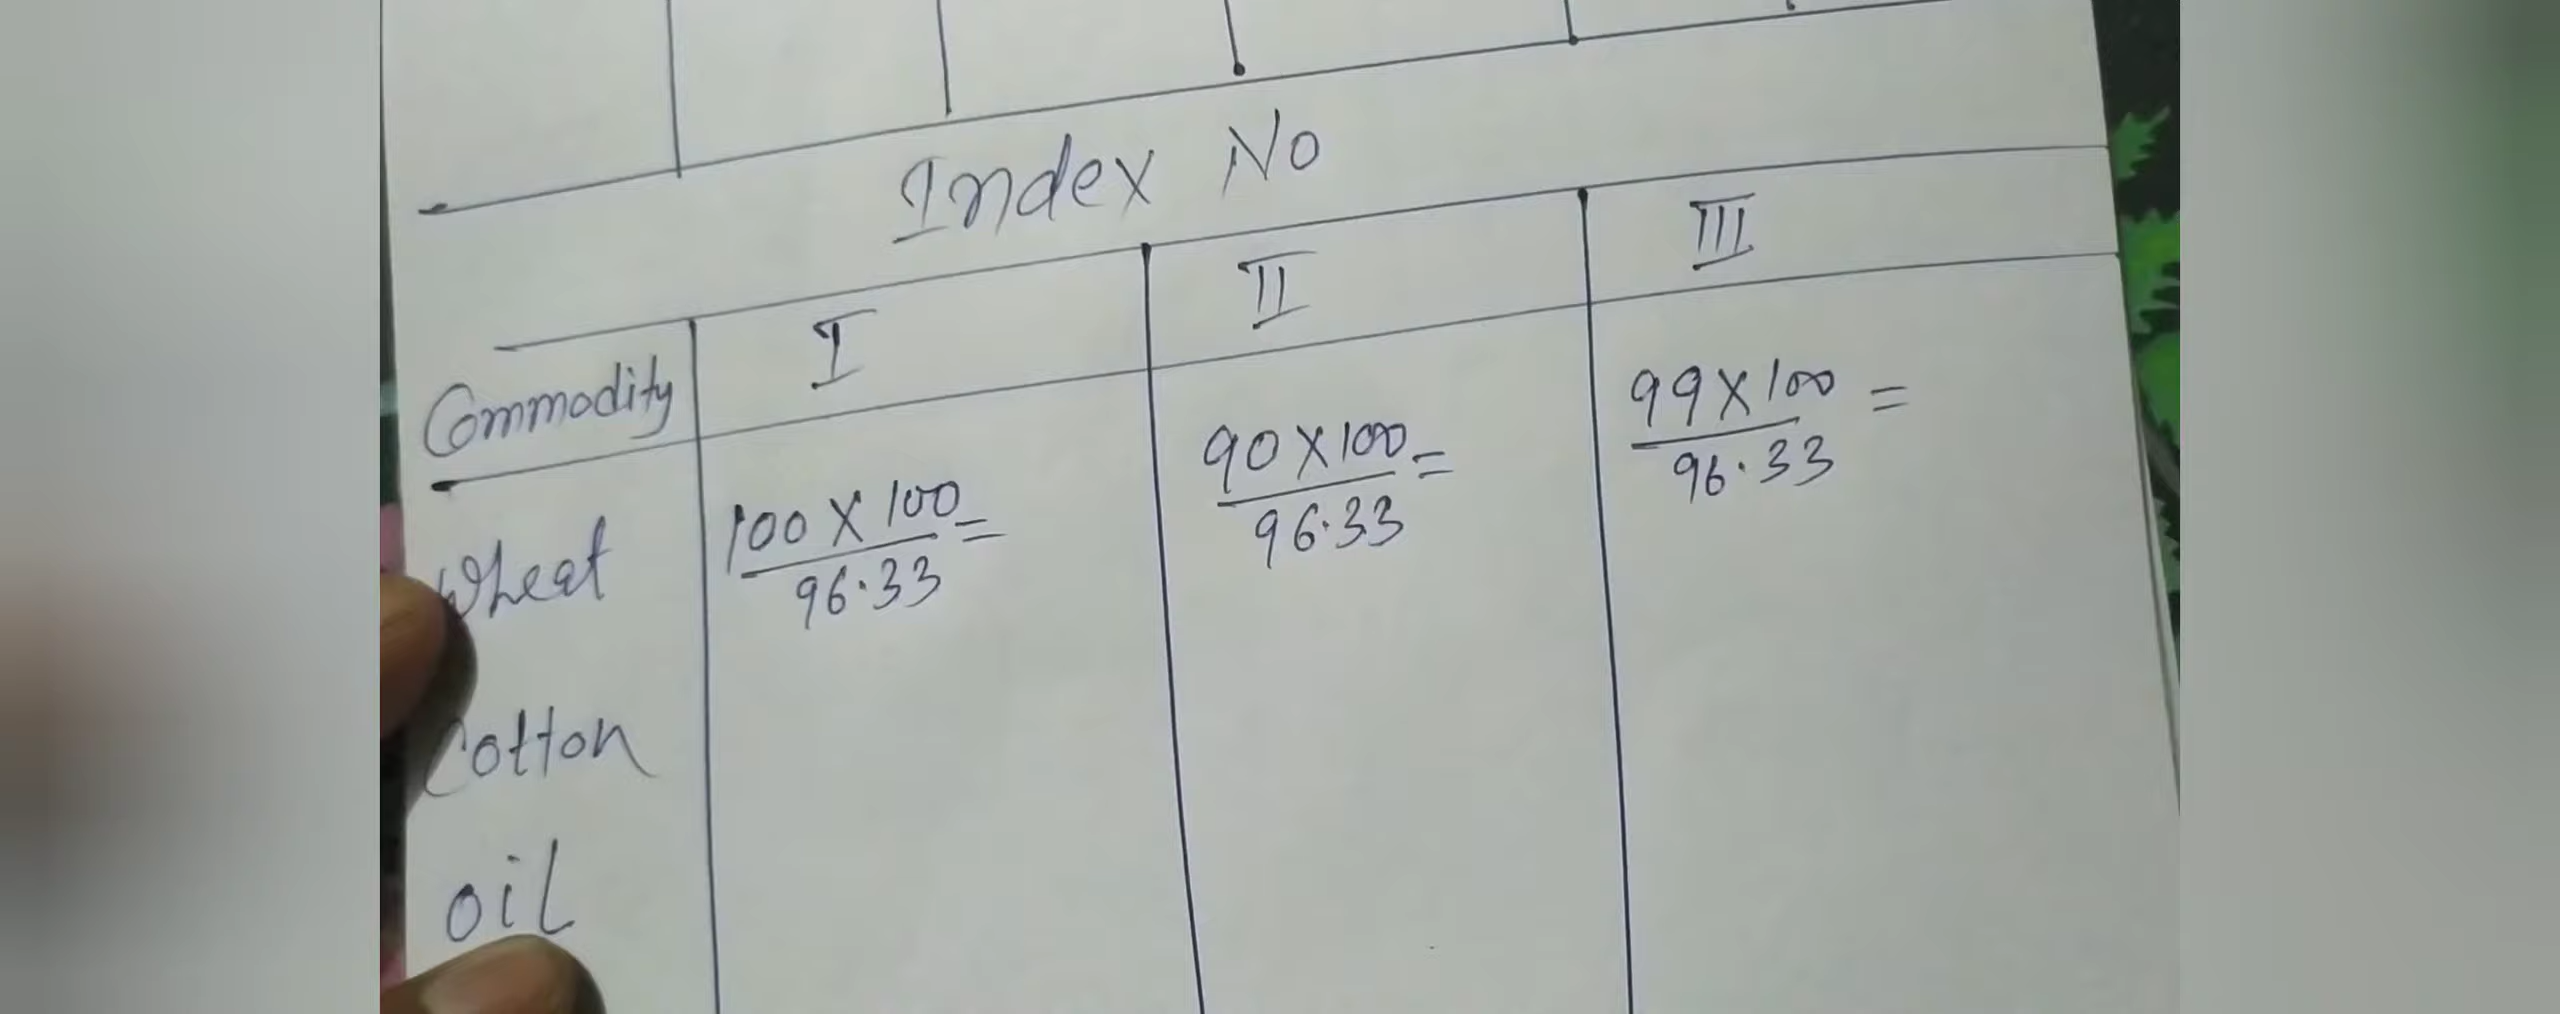 Index No
Commodity I II III
Wheat 100 X 100 / 96.33 = 90 X 100 / 96.33 = 99 X 100 / 96.33 =
Cotton
oil